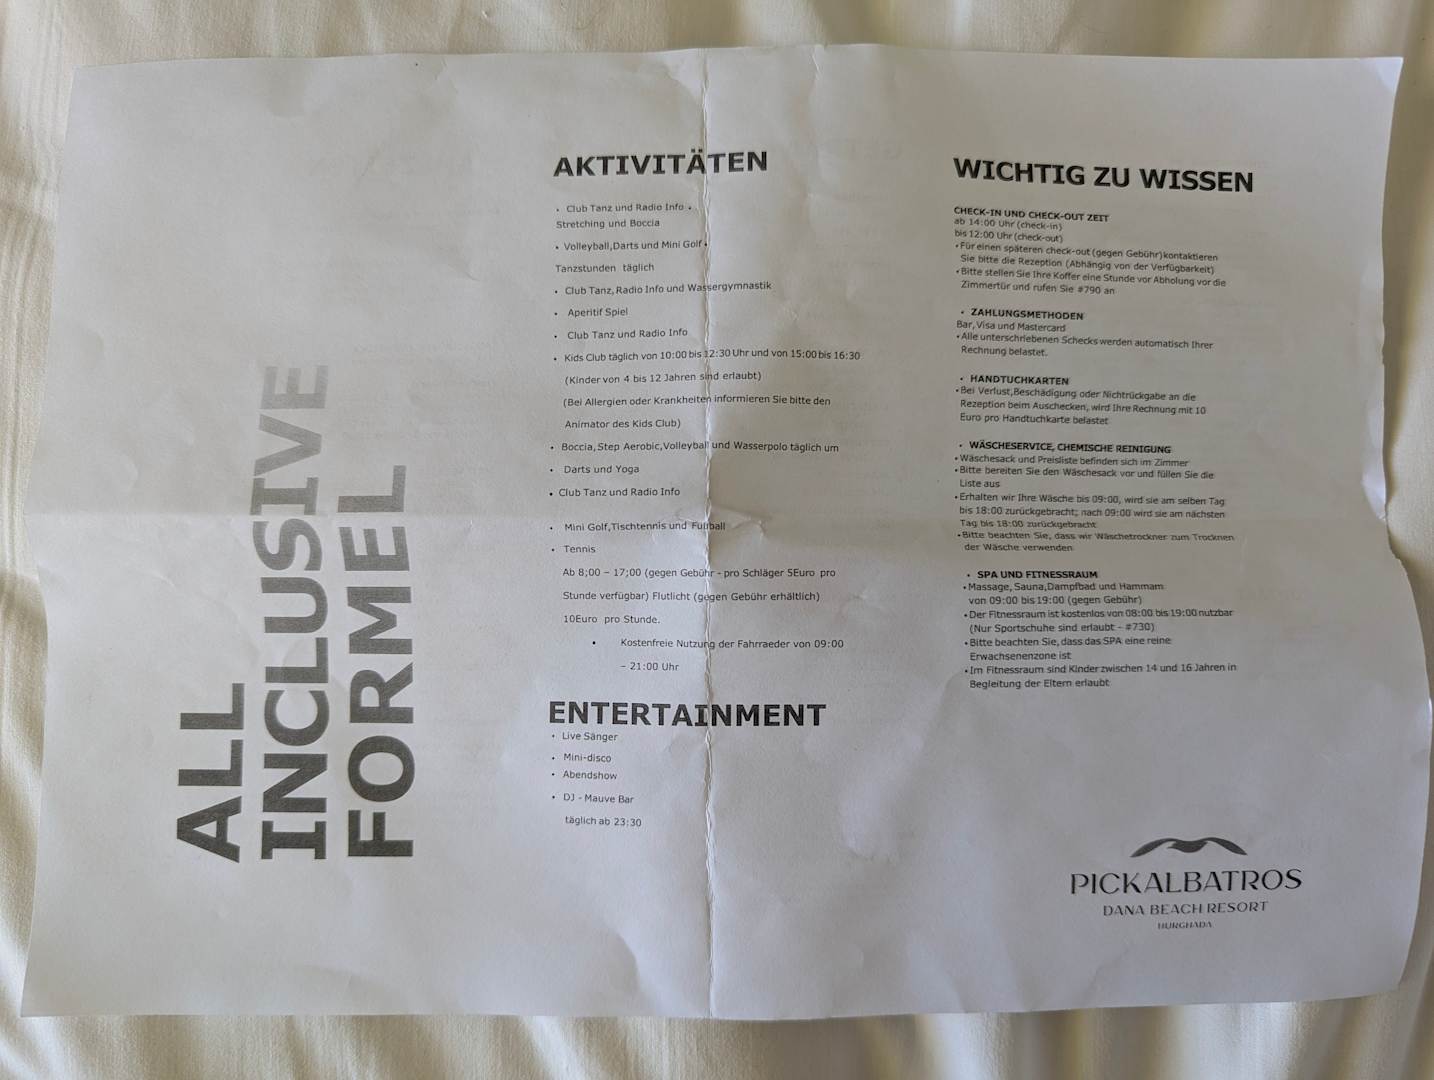 ALL
INCLUSIVE
FORMEL
AKTIVITÄTEN
• Club Tanz und Radio Info •
Stretching und Boccia
• Volleyball,Darts und Mini Golf•
Tanzstunden täglich
• Club Tanz,Radio Info und Wassergymnastik
• Aperitif Spiel
• Club Tanz und Radio Info
• Kids Club täglich von 10:00 bis 12:30 Uhr und von 15:00 bis 16:30
(Kinder von 4 bis 12 Jahren sind erlaubt)
(Bei Allergien oder Krankheiten informieren Sie bitte den
Animator des Kids Club)
• Boccia,Step Aerobic,Volleyball und Wasserpolo täglich um
• Darts und Yoga
• Club Tanz und Radio Info
• Mini Golf,Tischtennis und Fußball
• Tennis
Ab 8;00 – 17;00 (gegen Gebühr - pro Schläger 5Euro pro
Stunde verfügbar) Flutlicht (gegen Gebühr erhältlich)
10Euro pro Stunde.
• Kostenfreie Nutzung der Fahrraeder von 09:00
– 21:00 Uhr
ENTERTAINMENT
• Live Sänger
• Mini-disco
• Abendshow
• DJ - Mauve Bar
täglich ab 23:30
WICHTIG ZU WISSEN
CHECK-IN UND CHECK-OUT ZEIT
ab 14:00 Uhr (check-in)
bis 12:00 Uhr (check-out)
• Für einen späteren check-out (gegen Gebühr)kontaktieren
Sie bitte die Rezeption (Abhängig von der Verfügbarkeit)
• Bitte stellen Sie Ihre Koffer eine Stunde vor Abholung vor die
Zimmertür und rufen Sie #790 an
• ZAHLUNGSMETHODEN
Bar, Visa und Mastercard
• Alle unterschriebenen Schecks werden automatisch Ihrer
Rechnung belastet.
• HANDTUCHKARTEN
• Bei Verlust,Beschädigung oder Nichtrückgabe an die
Rezeption beim Auschecken, wird Ihre Rechnung mit 10
Euro pro Handtuchkarte belastet
• WÄSCHESERVICE, CHEMISCHE REINIGUNG
• Wäschesack und Preisliste befinden sich im Zimmer
• Bitte bereiten Sie den Wäschesack vor und füllen Sie die
Liste aus
• Erhalten wir Ihre Wäsche bis 09:00, wird sie am selben Tag
bis 18:00 zurückgebracht; nach 09:00 wird sie am nächsten
Tag bis 18:00 zurückgebracht
• Bitte beachten Sie, dass wir Wäschetrockner zum Trocknen
der Wäsche verwenden
• SPA UND FITNESSRAUM
• Massage, Sauna,Dampfbad und Hammam
von 09:00 bis 19:00 (gegen Gebühr)
• Der Fitnessraum ist kostenlos von 08:00 bis 19:00 nutzbar
(Nur Sportschuhe sind erlaubt - #730)
• Bitte beachten Sie, dass das SPA eine reine
Erwachsenenzone ist
• Im Fitnessraum sind Kinder zwischen 14 und 16 Jahren in
Begleitung der Eltern erlaubt
PICKALBATROS
DANA BEACH RESORT
HURGHADA